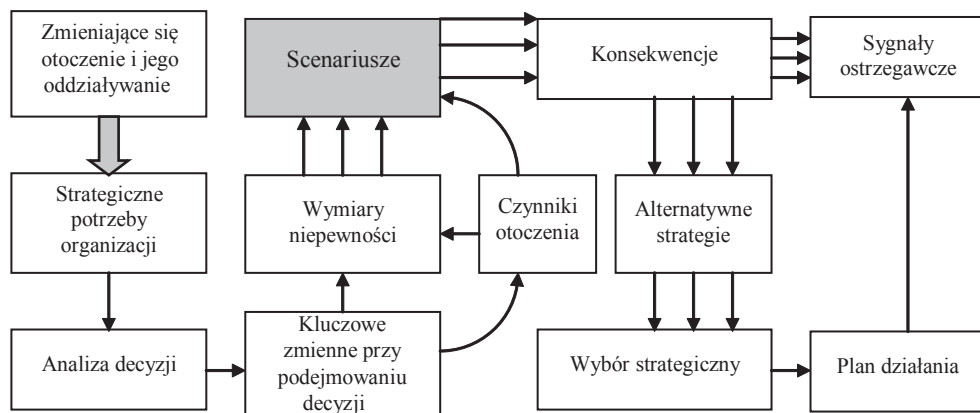 Zmieniające się
otoczenie i jego
oddziaływanie
Scenariusze
Konsekwencje
Sygnały
ostrzegawcze
Strategiczne
potrzeby
organizacji
Wymiary
niepewności
Czynniki
otoczenia
Alternatywne
strategie
Analiza decyzji
Kluczowe
zmienne przy
podejmowaniu
decyzji
Wybór strategiczny
Plan działania